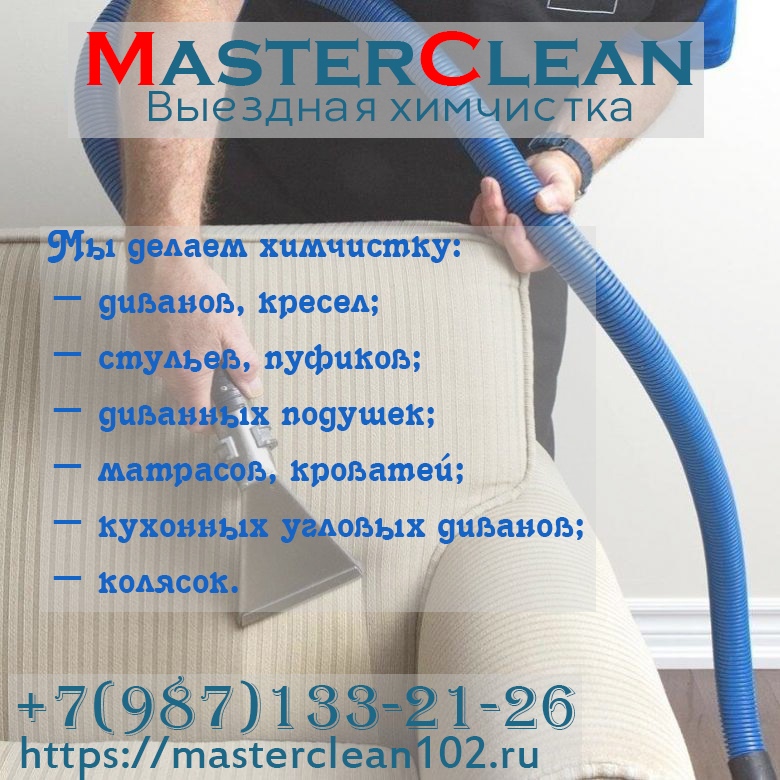 MasterClean
Выездная химчистка
Мы делаем химчистку:
— диванов, кресел;
— стульев, пуфиков;
— диванных подушек;
— матрасов, кроватей;
— кухонных угловых диванов;
— колясок.
+7(987)133-21-26
https://masterclean102.ru